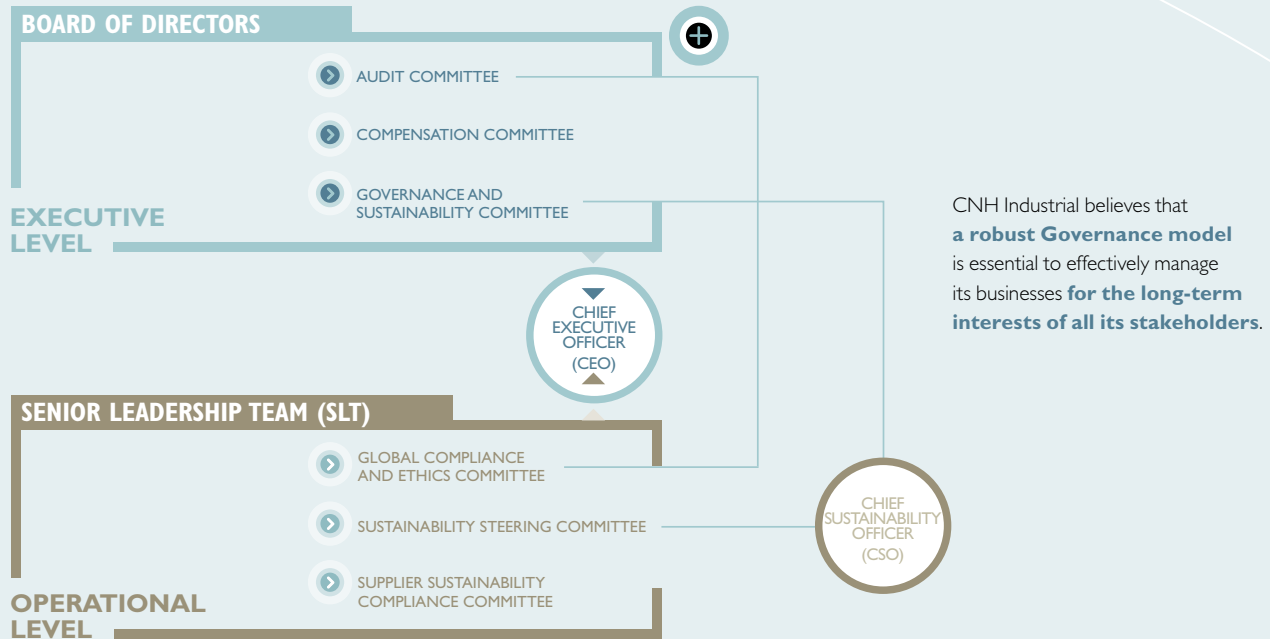 BOARD OF DIRECTORS
AUDIT COMMITTEE
COMPENSATION COMMITTEE
GOVERNANCE AND
SUSTAINABILITY COMMITTEE
EXECUTIVE
LEVEL
CNH Industrial believes that
a robust Governance model
is essential to effectively manage
its businesses for the long-term
interests of all its stakeholders.
CHIEF
EXECUTIVE
OFFICER
(CEO)
SENIOR LEADERSHIP TEAM (SLT)
GLOBAL COMPLIANCE
AND ETHICS COMMITTEE
SUSTAINABILITY STEERING COMMITTEE
SUPPLIER SUSTAINABILITY
COMPLIANCE COMMITTEE
CHIEF
SUSTAINABILITY
OFFICER
(CSO)
OPERATIONAL
LEVEL